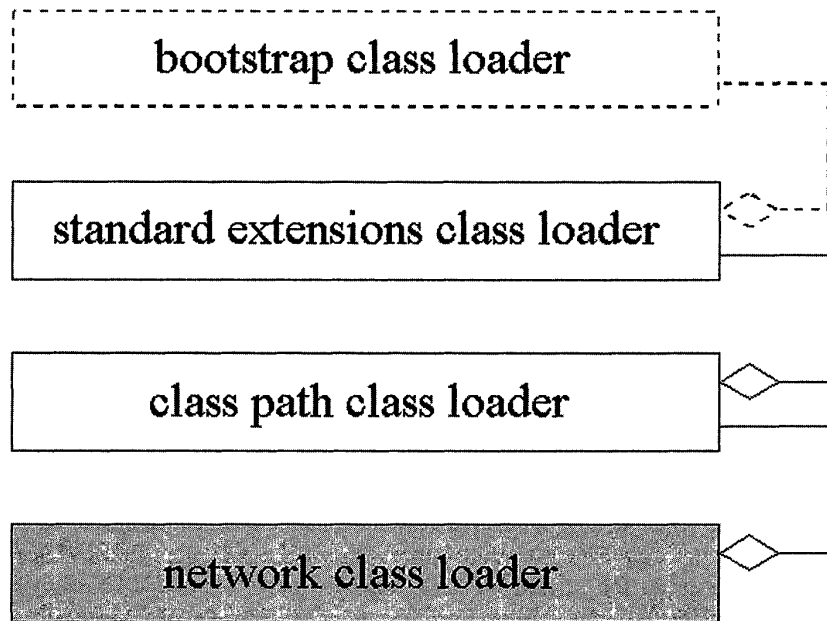 bootstrap class loader
standard extensions class loader
class path class loader
network class loader